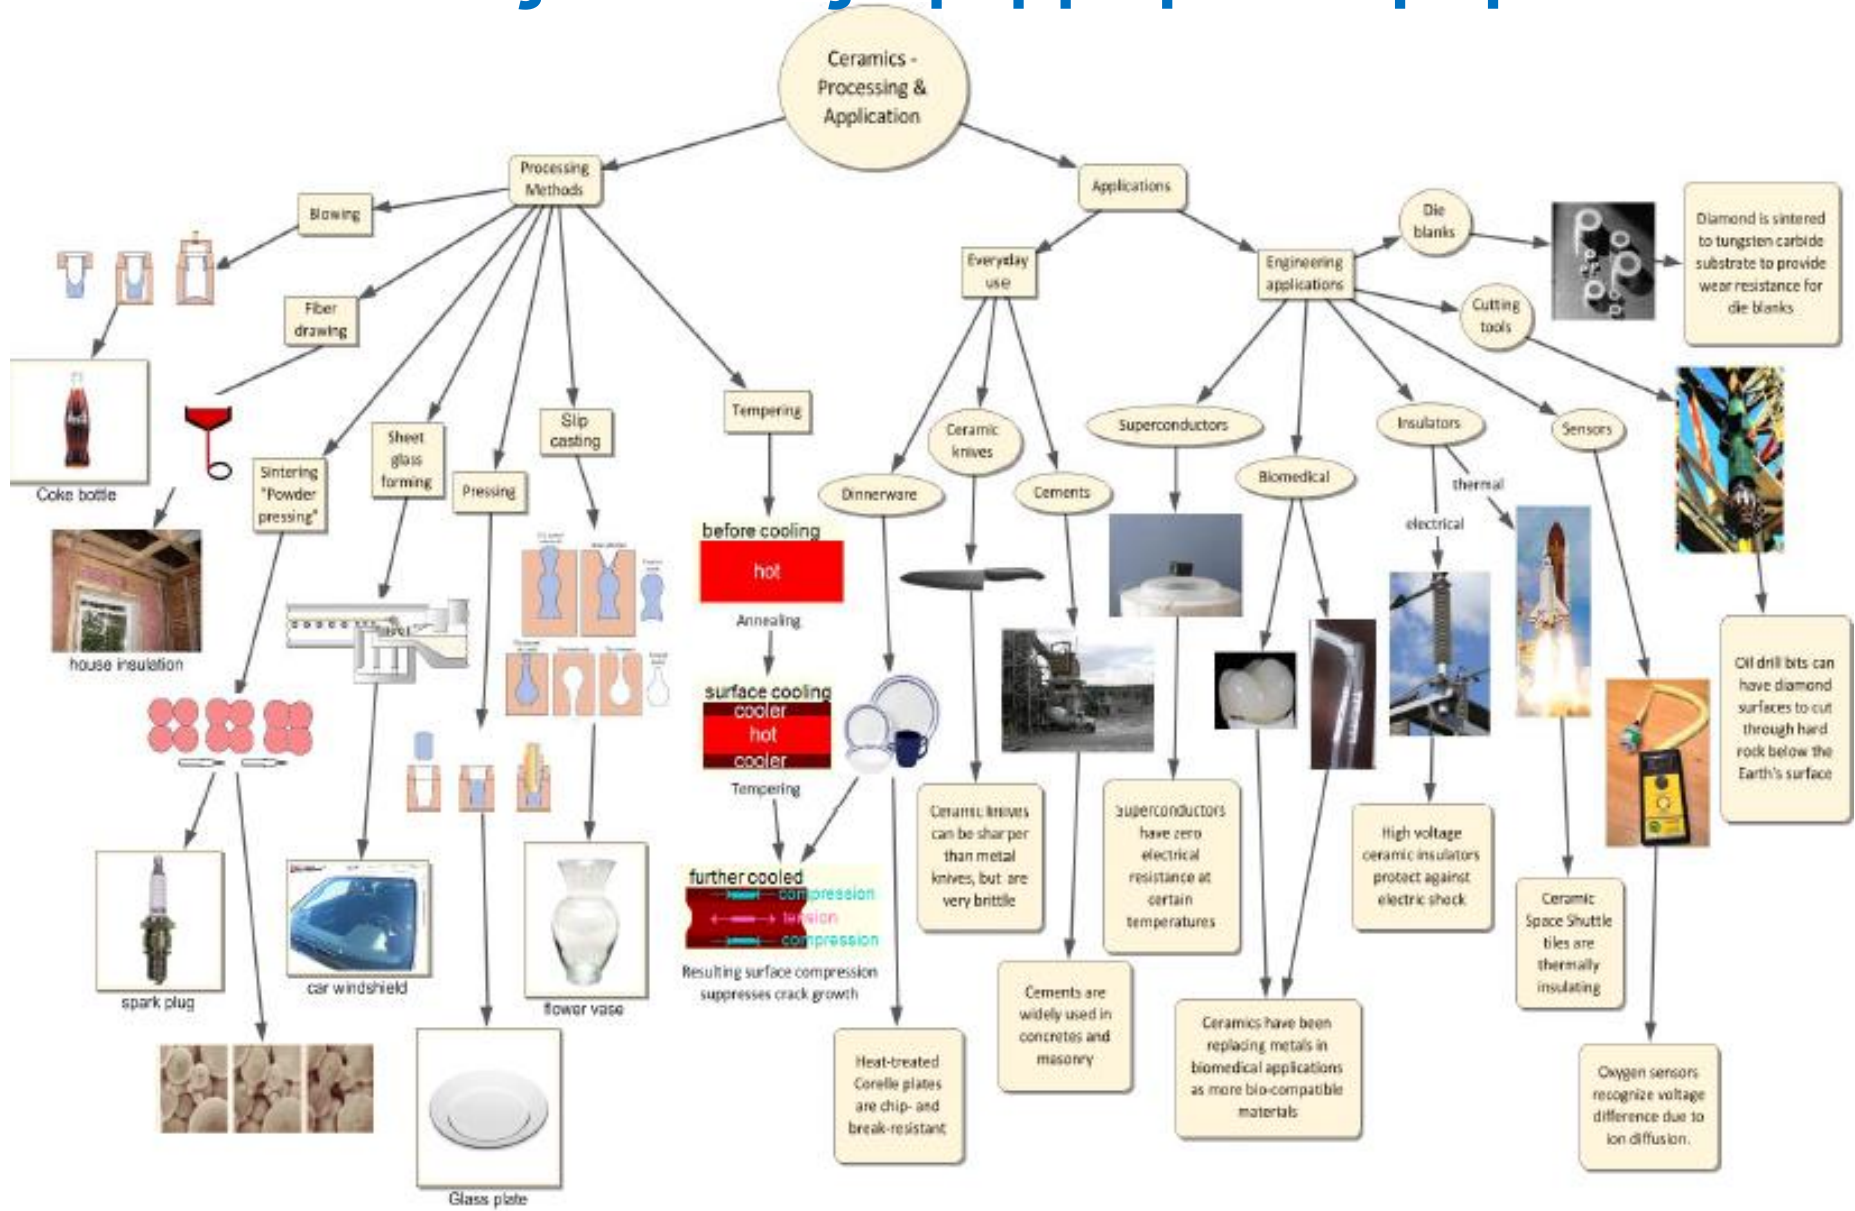 Ceramics -
Processing &
Application
Processing
Methods
Applications
Blowing
Fiber
drawing
Sintering
"Powder
pressing"
Sheet
glass
forming
Pressing
Slip
casting
Tempering
Coke bottle
house insulation
spark plug
car windshield
Glass plate
flower vase
before cooling
hot
Annealing
surface cooling
cooler
hot
cooler
Tempering
further cooled
compression
tension
compression
Resulting surface compression
suppresses crack growth
Everyday
use
Dinnerware
Ceramic
knives
Cements
Heat-treated
Corelle plates
are chip- and
break-resistant
Ceramic knives
can be sharper
than metal
knives, but are
very brittle
Cements are
widely used in
concretes and
masonry
Engineering
applications
Die
blanks
Diamond is sintered
to tungsten carbide
substrate to provide
wear resistance for
die blanks
Cutting
tools
Oil drill bits can
have diamond
surfaces to cut
through hard
rock below the
Earth's surface
Superconductors
Superconductors
have zero
electrical
resistance at
certain
temperatures
Biomedical
Ceramics have been
replacing metals in
biomedical applications
as more bio-compatible
materials
Insulators
electrical
thermal
High voltage
ceramic insulators
protect against
electric shock
Ceramic
Space Shuttle
tiles are
thermally
insulating
Sensors
Oxygen sensors
recognize voltage
difference due to
ion diffusion.